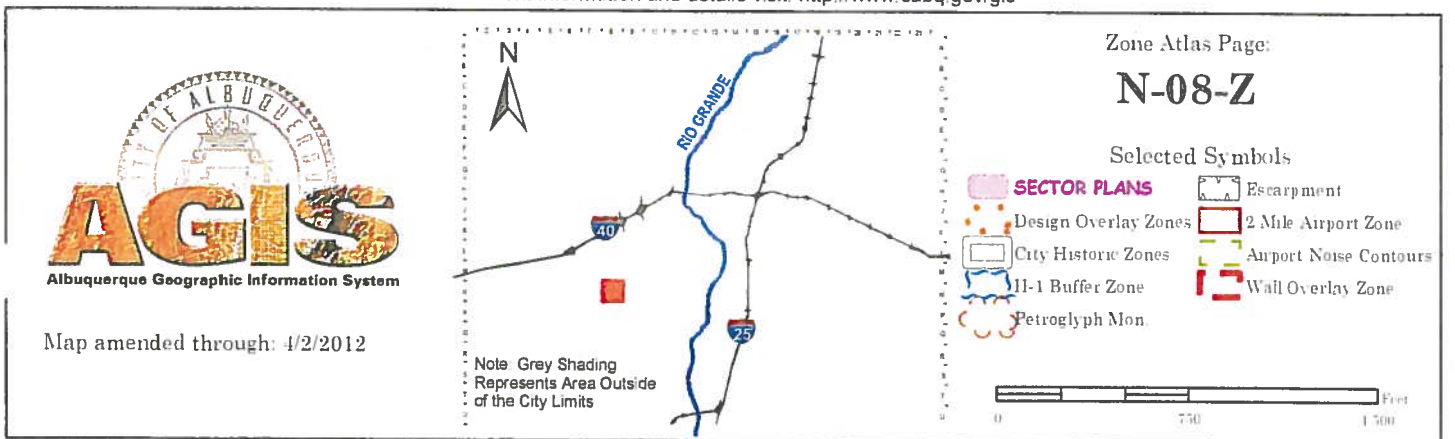 CITY OF ALBUQUERQUE
AGIS
Albuquerque Geographic Information System
Map amended through: 4/2/2012
N
RIO GRANDE
40
25
Note: Grey Shading
Represents Area Outside
of the City Limits
Zone Atlas Page:
N-08-Z
Selected Symbols
SECTOR PLANS
Design Overlay Zones
City Historic Zones
H-1 Buffer Zone
Petroglyph Mon.
Escarpment
2 Mile Airport Zone
Airport Noise Contours
Wall Overlay Zone
Feet
0 750 1,500